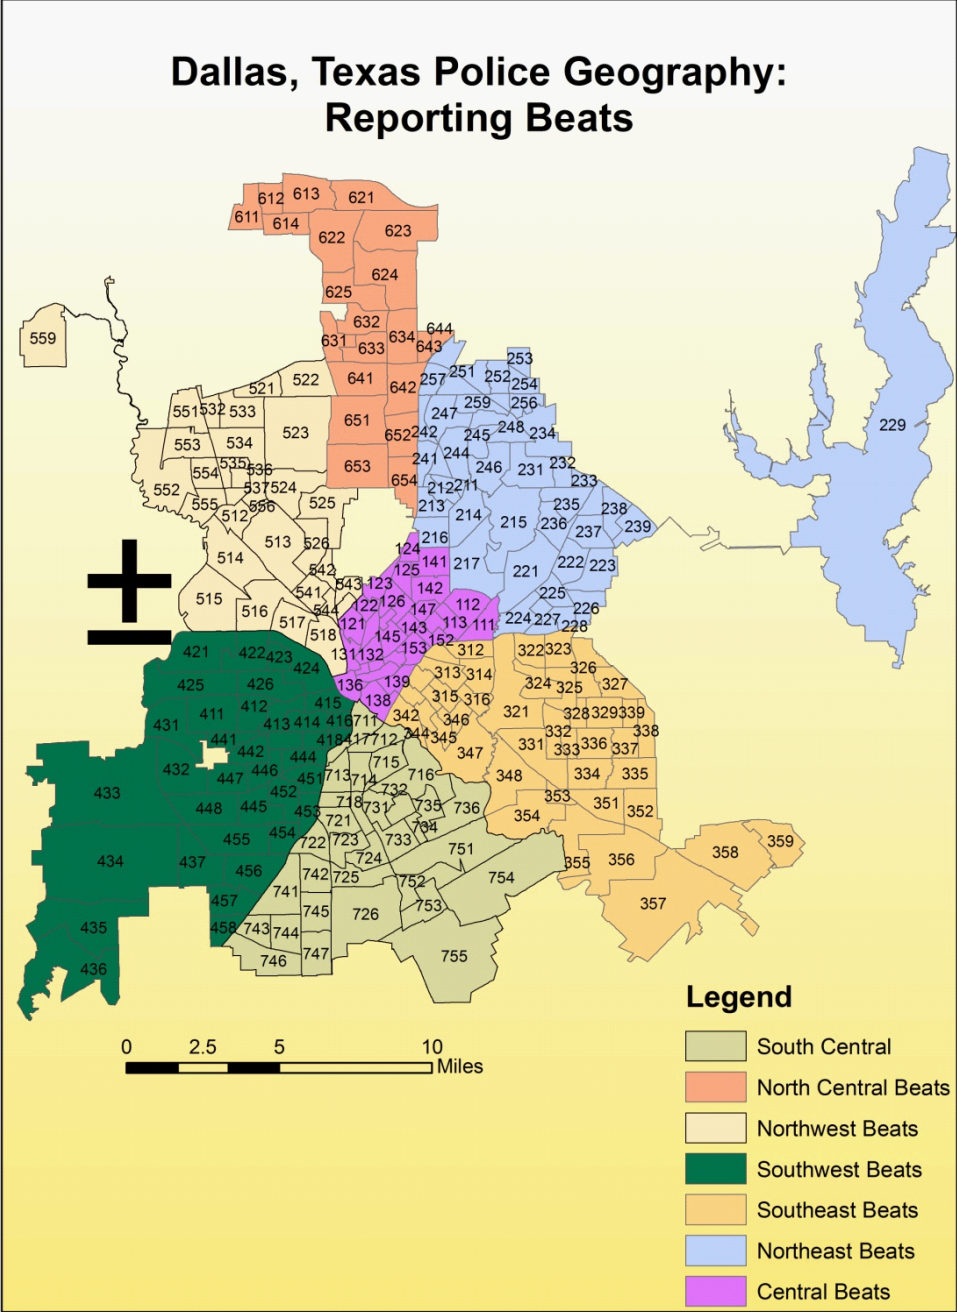 Dallas, Texas Police Geography:
Reporting Beats
612 613 621
611 614
622 623
624
625
632
631 633 634 644
643
559
522 641 642
521
257 251 252 253
254
551 532 533
651
247 259 256
553 534 523
652 242 245 248 234
244
535 536
554
653 241 246 231 232
552 537 524
654 212 211 233
555 556 525
213 235 238
512
214 215 236 237 239
513 526
216
514
124 141 217 222 223
125
542 221
543 123 142
515 541 225
122 126 147 112 226
516 544
517 121 143 113 111 224 227 228
518 145 152
153
131 132 312 322 323
421 422 423
424 326
313 314
425 426 136 139 324 325 327
138 315 316
411 412 415
342 346 321 328 329 339
431 413 414 416 711
344 345 332 338
441 418 417 712
442 331 333 336 337
444 715 347
432 446
447 451 713 714 716 348 334 335
433 452 732
718 731 735 736 353 351 352
448 445 453
721 734 354
455 454 722 723 733
724 751
434 437 355 356 358 359
456 742 725 752 754
741
457 753 357
745 726
435 458 743 744
746 747 755
436
229
Legend
South Central
North Central Beats
Northwest Beats
Southwest Beats
Southeast Beats
Northeast Beats
Central Beats
0 2.5 5 10
Miles